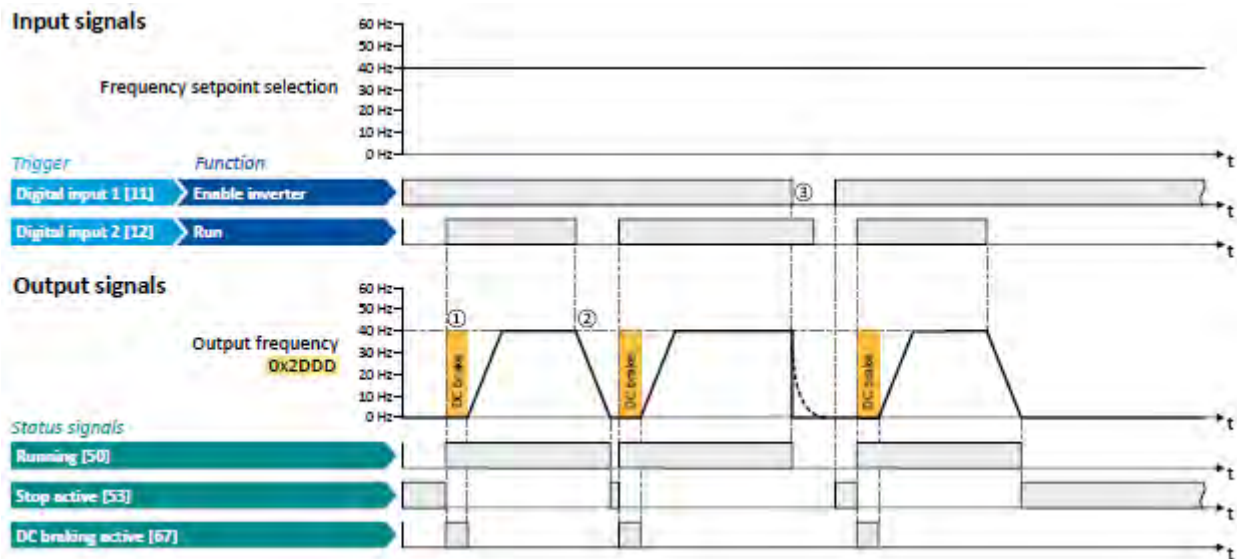 Input signals
60 Hz
50 Hz
40 Hz
Frequency setpoint selection
30 Hz
20 Hz
10 Hz
0 Hz
t
Trigger
Function
Digital input 1 [11]
Enable inverter
③
t
Digital input 2 [12]
Run
t
Output signals
60 Hz
50 Hz
①
②
40 Hz
Output frequency
30 Hz
0x2DDD
20 Hz
10 Hz
DC brake
DC brake
DC brake
0 Hz
t
Status signals
Running [50]
t
Stop active [53]
t
DC braking active [67]
t